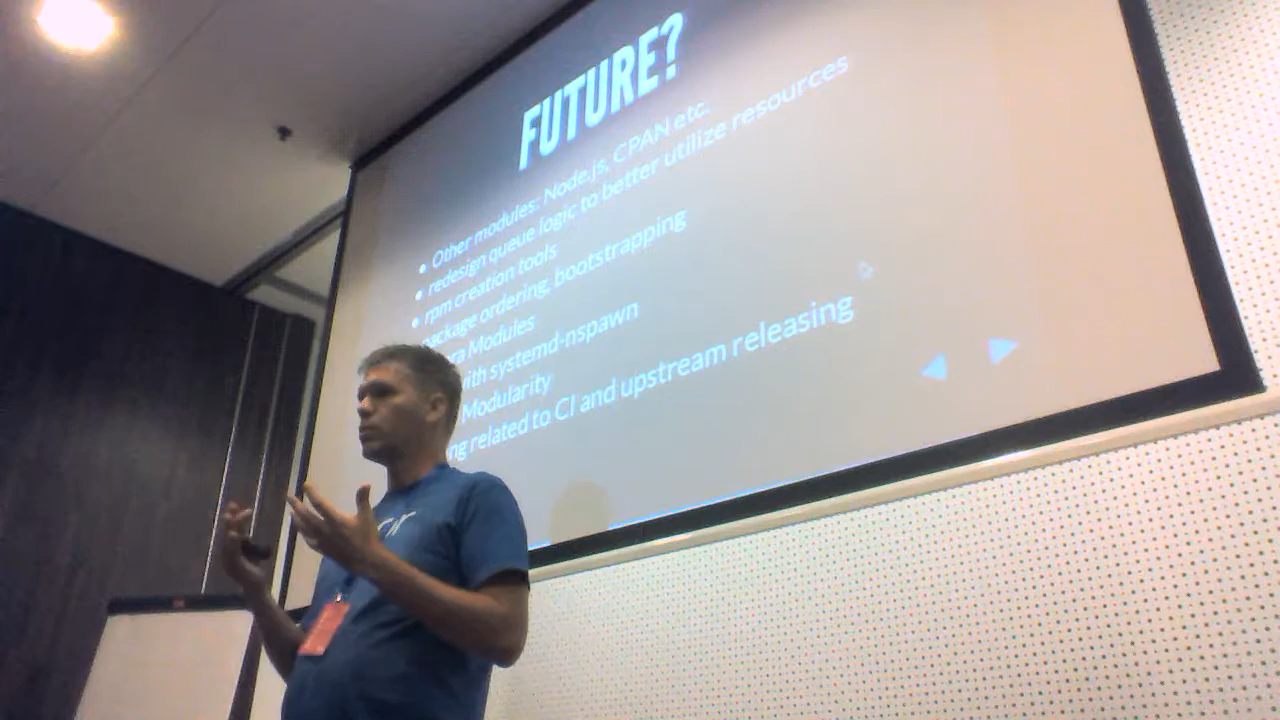 FUTURE?
Other modules: Node.js, CPAN etc.
redesign queue logic to better utilize resources
rpm creation tools
package ordering, bootstrapping
Modules
with systemd-nspawn
Modularity
related to CI and upstream releasing